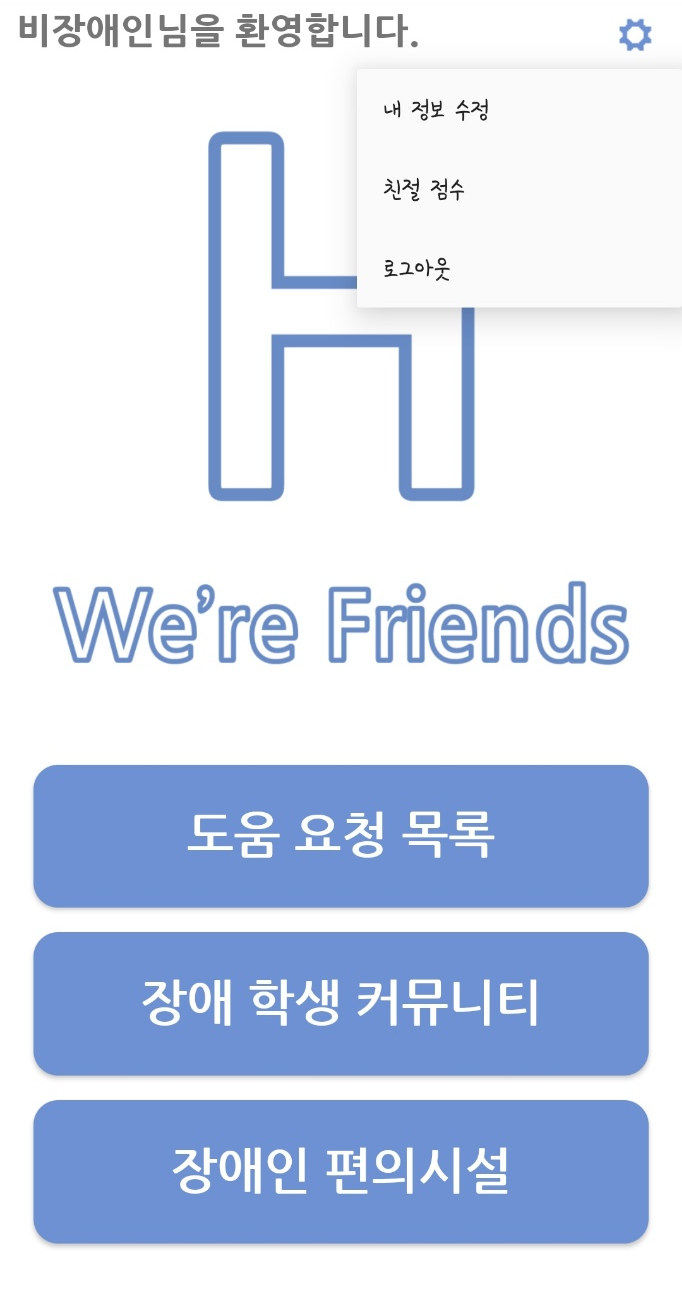 비장애인님을 환영합니다.
내 정보 수정
친절 점수
로그아웃
H
We're Friends
도움 요청 목록
장애 학생 커뮤니티
장애인 편의시설